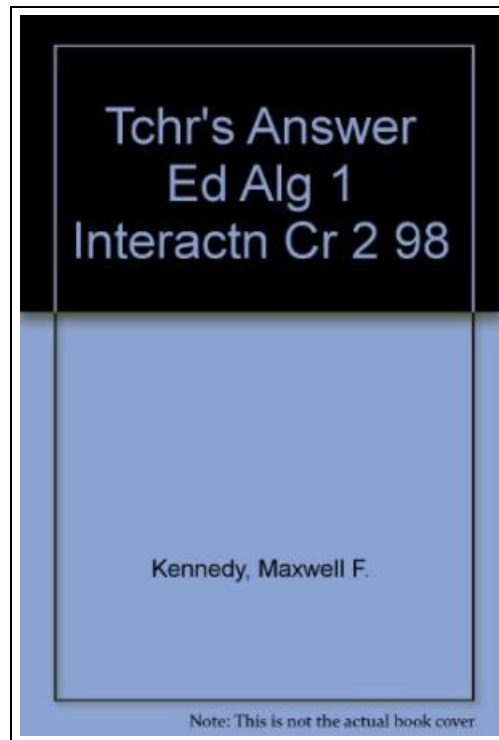 Tchr's Answer
Ed Alg 1
Interactn Cr 2 98
Kennedy, Maxwell F.
Note: This is not the actual book cover